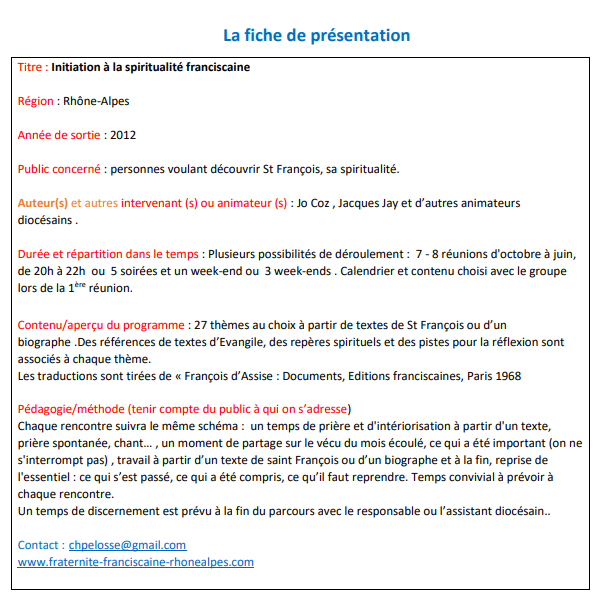 La fiche de présentation
Titre : Initiation à la spiritualité franciscaine
Région : Rhône-Alpes
Année de sortie : 2012
Public concerné : personnes voulant découvrir St François, sa spiritualité.
Auteur(s) et autres intervenant (s) ou animateur (s) : Jo Coz , Jacques Jay et d’autres animateurs
diocésains .
Durée et répartition dans le temps : Plusieurs possibilités de déroulement :  7 - 8 réunions d'octobre à juin,
de 20h à 22h  ou  5 soirées et un week-end ou  3 week-ends . Calendrier et contenu choisi avec le groupe
lors de la 1ère réunion.
Contenu/aperçu du programme : 27 thèmes au choix à partir de textes de St François ou d’un
biographe .Des références de textes d’Evangile, des repères spirituels et des pistes pour la réflexion sont
associés à chaque thème.
Les traductions sont tirées de « François d’Assise : Documents, Editions franciscaines, Paris 1968
Pédagogie/méthode (tenir compte du public à qui on s’adresse)
Chaque rencontre suivra le même schéma :  un temps de prière et d'intériorisation à partir d'un texte,
prière spontanée, chant… , un moment de partage sur le vécu du mois écoulé, ce qui a été important (on ne
s'interrompt pas) , travail à partir d’un texte de saint François ou d’un biographe et à la fin, reprise de
l'essentiel : ce qui s’est passé, ce qui a été compris, ce qu’il faut reprendre. Temps convivial à prévoir à
chaque rencontre.
Un temps de discernement est prévu à la fin du parcours avec le responsable ou l’assistant diocésain..
Contact : chpelosse@gmail.com
www.fraternite-franciscaine-rhonealpes.com